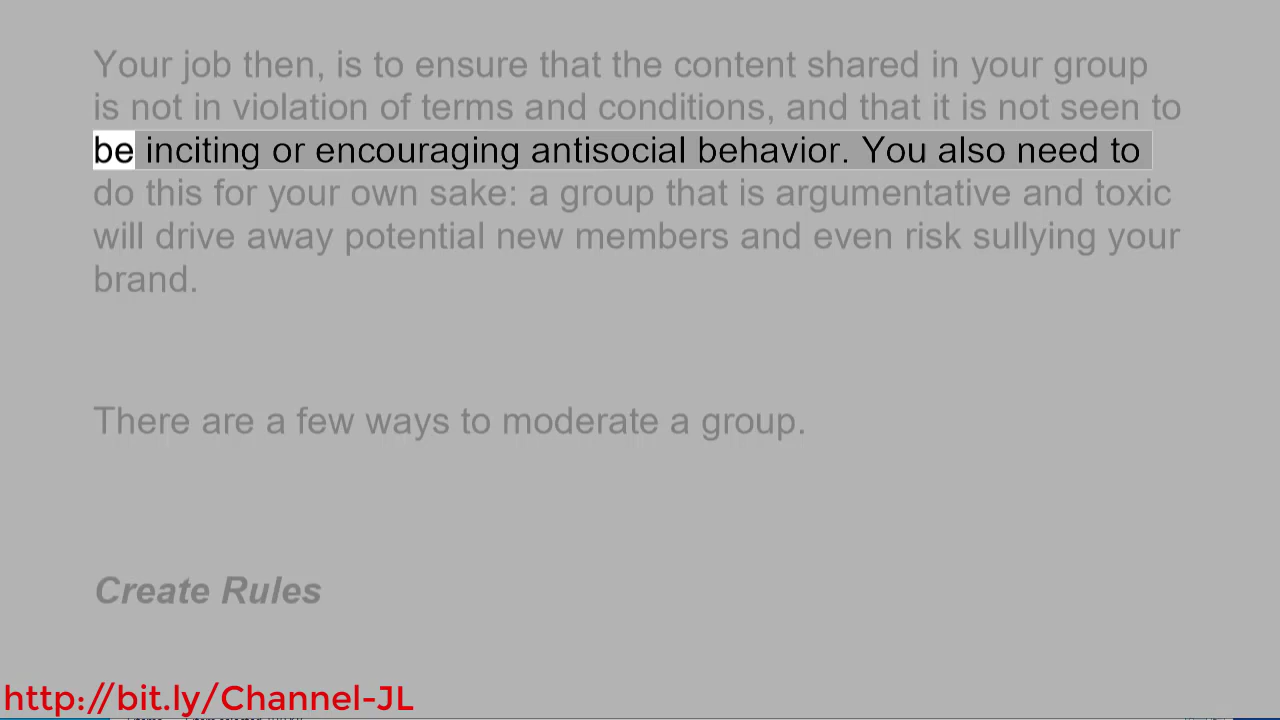 Your job then, is to ensure that the content shared in your group
is not in violation of terms and conditions, and that it is not seen to
be inciting or encouraging antisocial behavior. You also need to
do this for your own sake: a group that is argumentative and toxic
will drive away potential new members and even risk sullying your
brand.
There are a few ways to moderate a group.
Create Rules
http://bit.ly/Channel-JL